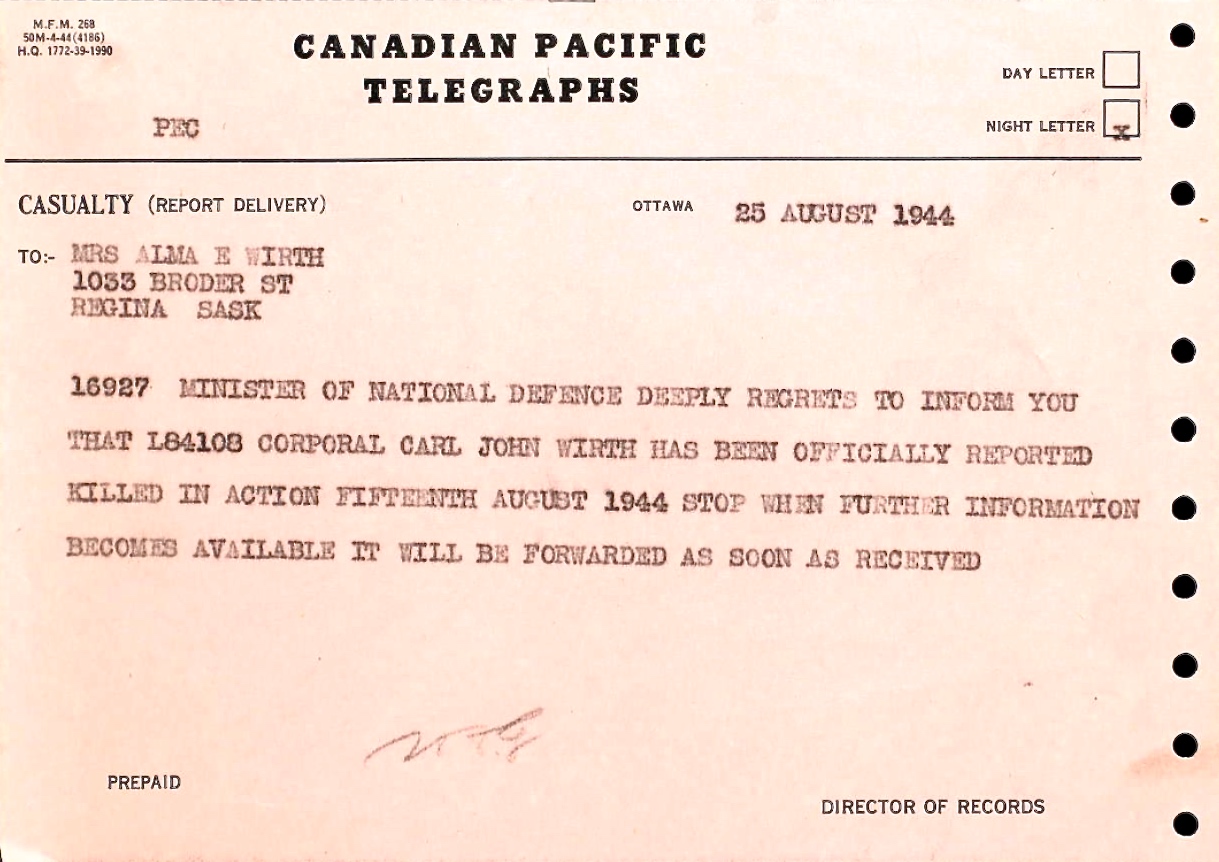 M.F.M. 268
50M-4-44(4186)
H.Q. 1772-39-1990
CANADIAN PACIFIC
TELEGRAPHS
DAY LETTER
PEC
NIGHT LETTER X
CASUALTY (REPORT DELIVERY) OTTAWA 25 AUGUST 1944
TO:- MRS ALMA E WIRTH
1033 BRODER ST
REGINA SASK
16927 MINISTER OF NATIONAL DEFENCE DEEPLY REGRETS TO INFORM YOU
THAT L84108 CORPORAL CARL JOHN WIRTH HAS BEEN OFFICIALLY REPORTED
KILLED IN ACTION FIFTEENTH AUGUST 1944 STOP WHEN FURTHER INFORMATION
BECOMES AVAILABLE IT WILL BE FORWARDED AS SOON AS RECEIVED
PREPAID
DIRECTOR OF RECORDS